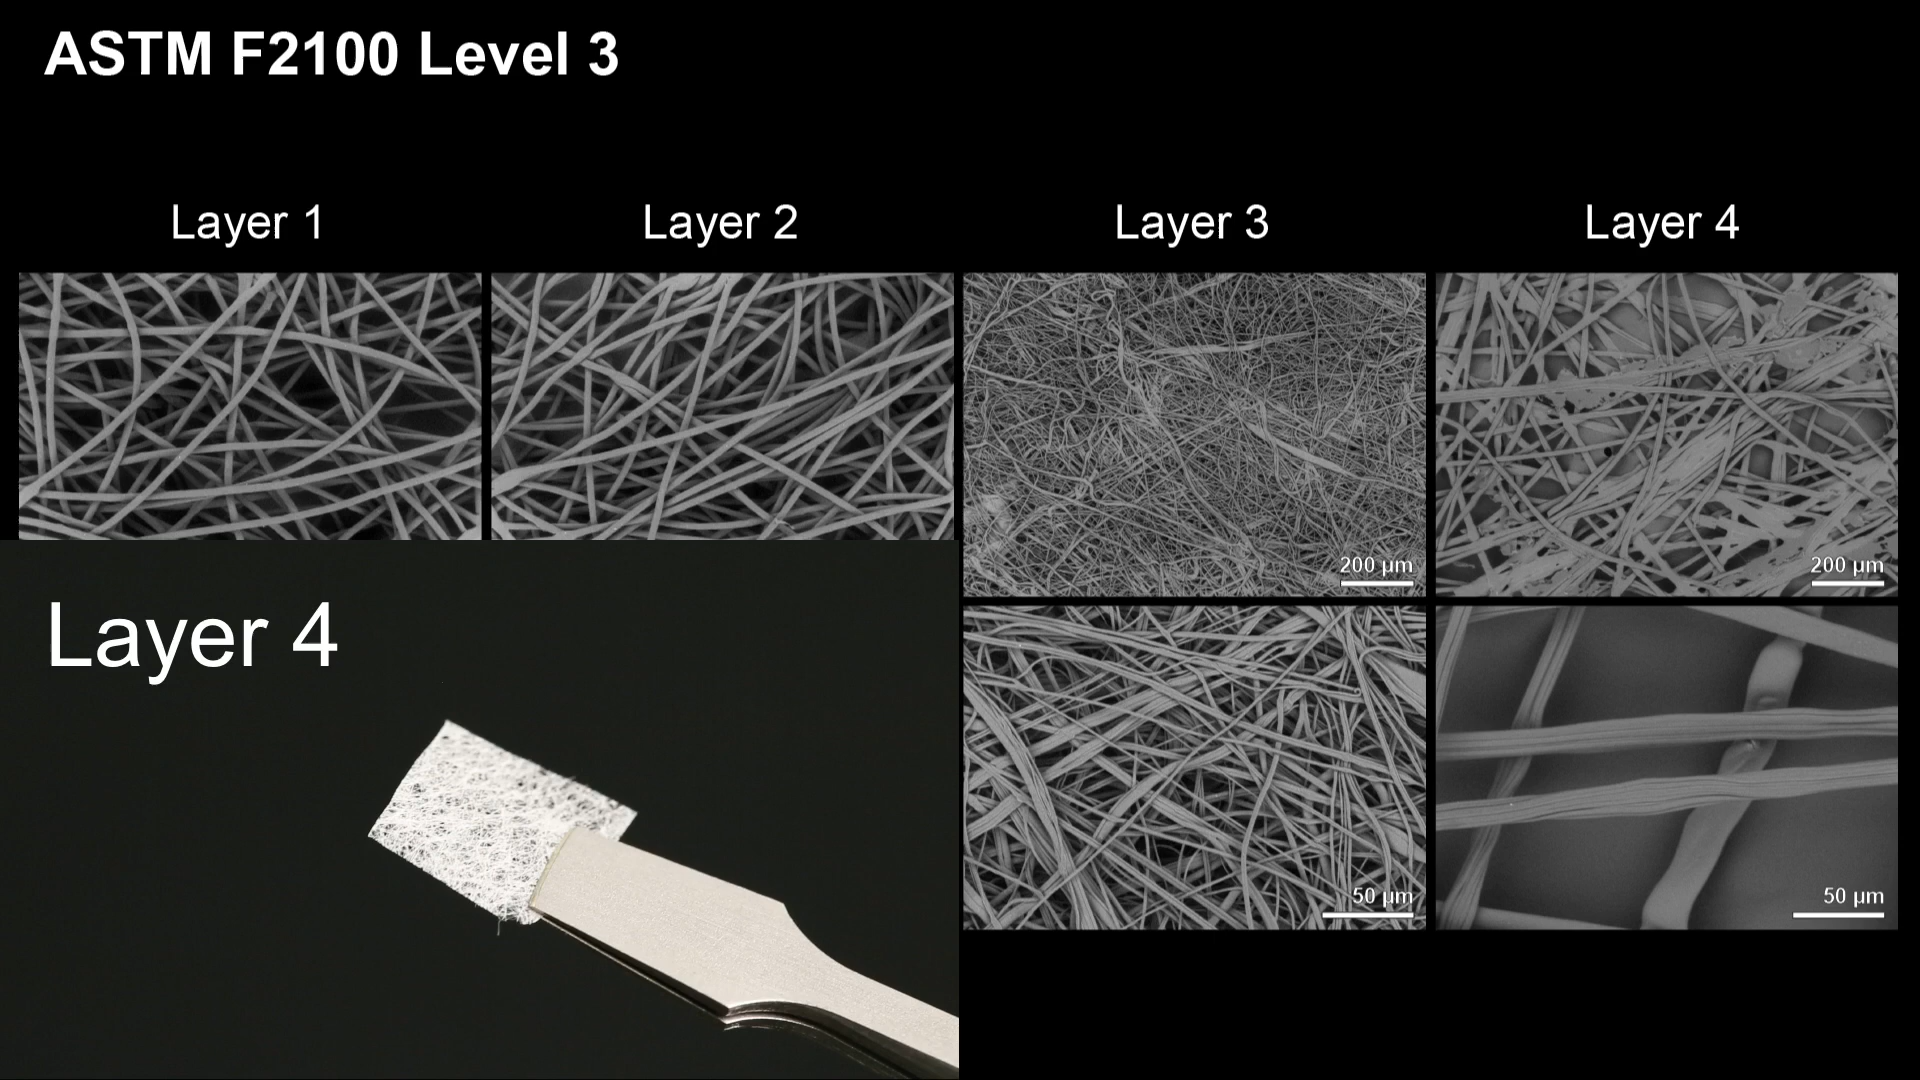 ASTM F2100 Level 3
Layer 1
Layer 2
Layer 3
Layer 4
200 µm
200 µm
Layer 4
50 µm
50 µm